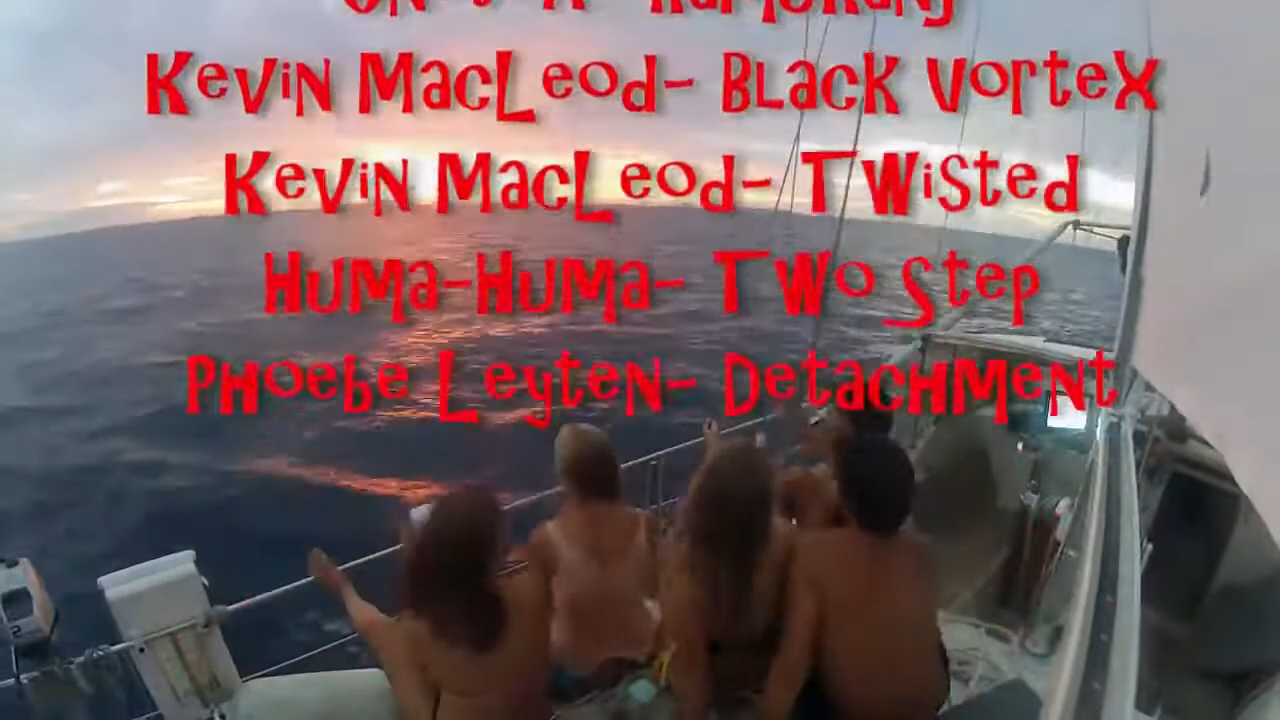 Kevin MacLeod- Black Vortex
Kevin MacLeod- Twisted
Huma-Huma- Two Step
Phoebe Leyten- Detachment